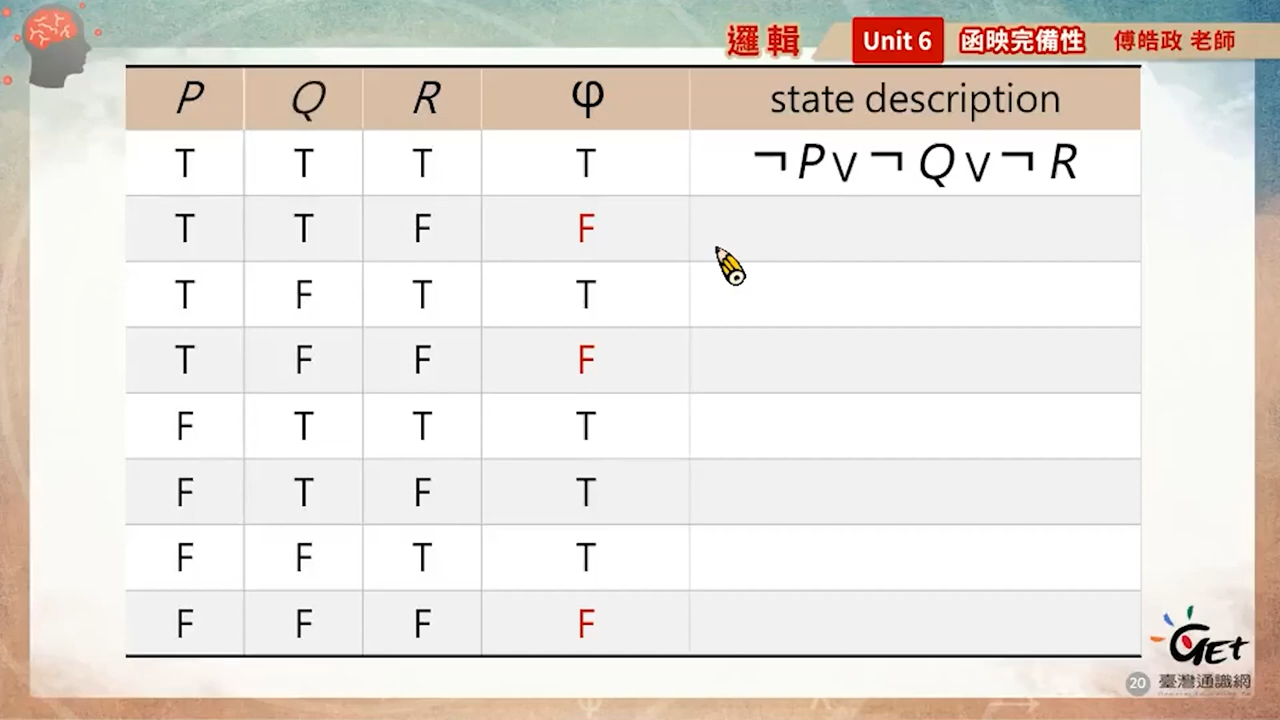 邏輯 Unit 6 函映完備性 傅皓政 老師
P Q R φ state description
T T T T ¬P∨¬Q∨¬R
T T F F
T F T T
T F F F
F T T T
F T F T
F F T T
F F F F
GET
20 臺灣通識網